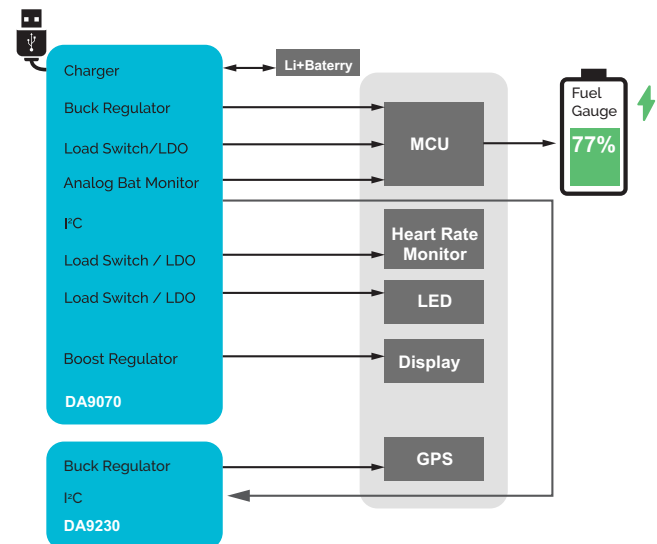 Charger
Li+Baterry
Buck Regulator
Load Switch/LDO
Analog Bat Monitor
MCU
Fuel
Gauge
77%
I²C
Load Switch / LDO
Heart Rate
Monitor
Load Switch / LDO
LED
Boost Regulator
Display
DA9070
Buck Regulator
GPS
I²C
DA9230